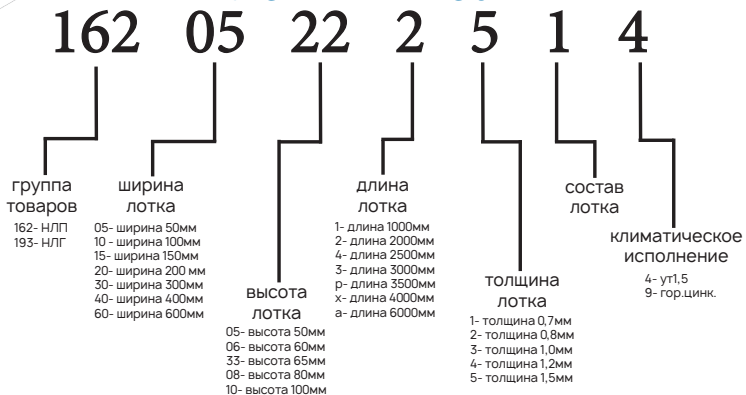 162 05 22 2 5 1 4
группа
товаров
162- НЛП
193- НЛГ
ширина
лотка
05- ширина 50мм
10 - ширина 100мм
15- ширина 150мм
20- ширина 200 мм
30- ширина 300мм
40- ширина 400мм
60- ширина 600мм
высота
лотка
05- высота 50мм
06- высота 60мм
33- высота 65мм
08- высота 80мм
10- высота 100мм
длина
лотка
1- длина 1000мм
2- длина 2000мм
4- длина 2500мм
3- длина 3000мм
р- длина 3500мм
х- длина 4000мм
а- длина 6000мм
толщина
лотка
1- толщина 0,7мм
2- толщина 0,8мм
3- толщина 1,0мм
4- толщина 1,2мм
5- толщина 1,5мм
состав
лотка
климатическое
исполнение
4- ут1,5
9- гор.цинк.